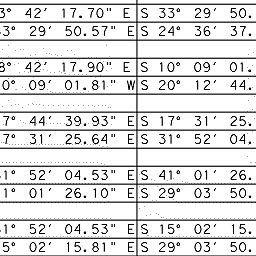 3° 42' 17.70" E S 33° 29' 50.
3° 29' 50.57" E S 24° 36' 37.
8° 42' 17.90" E S 10° 09' 01.
0° 09' 01.81" W S 20° 12' 44.
7° 44' 39.93" E S 17° 31' 25.
7° 31' 25.64" E S 31° 52' 04.
1° 52' 04.53" E S 41° 01' 26.
1° 01' 26.10" E S 29° 03' 50.
1° 52' 04.53" E S 15° 02' 15.
5° 02' 15.81" E S 29° 03' 50.